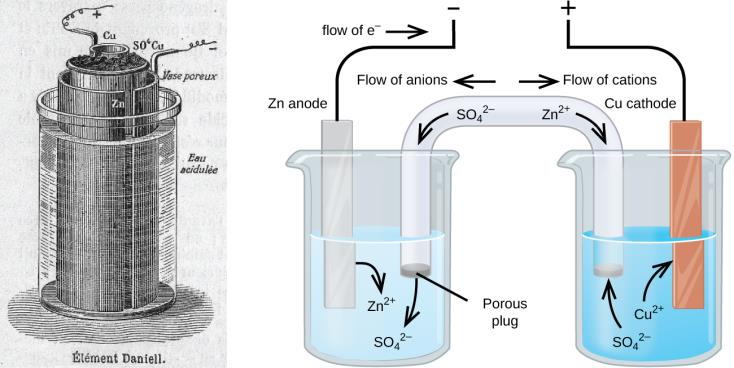 +
Cu
SO⁴Cu
−
Vase poreux
Zn
Eau
acidulée
Élément Daniell.
− +
flow of e⁻
Flow of anions
Flow of cations
Zn anode
Cu cathode
SO₄²⁻
Zn²⁺
Zn²⁺
SO₄²⁻
Porous
plug
Cu²⁺
SO₄²⁻